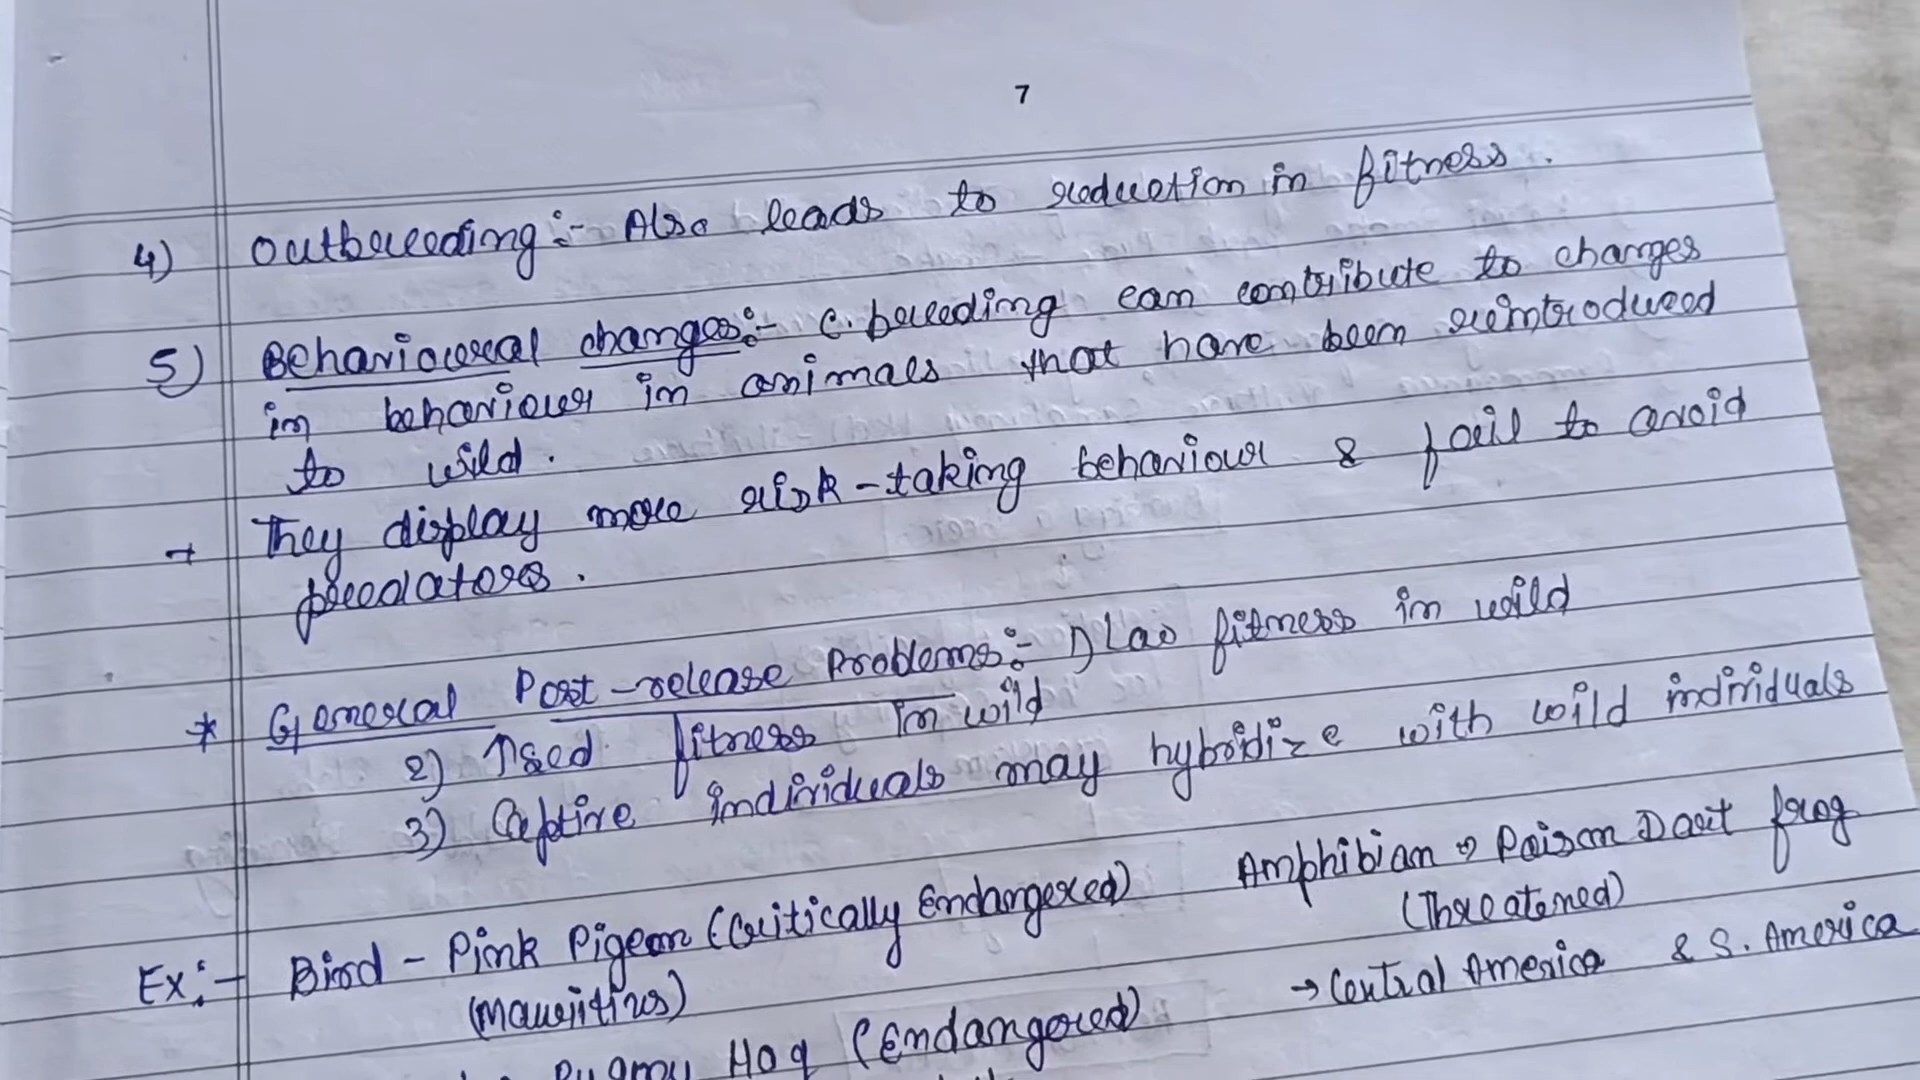 7
4) Outbreeding :- Also leads to reduction in fitness.
5) Behavioural changes :- C. breeding can contribute to changes
in behaviour in animals that have been reintroduced
to wild.
→ They display more risk-taking behaviour & fail to avoid
predators.
* General Post-release Problems :- 1) Las fitness in wild
2) ↑sed fitness in wild
3) Captive individuals may hybridize with wild individuals
Ex :- Bird - Pink Pigeon (Critically Endangered) Amphibian → Poison Dart frog
(Mauritius) (Threatened)
Pygmy Hog (Endangered) → Central America & S. America